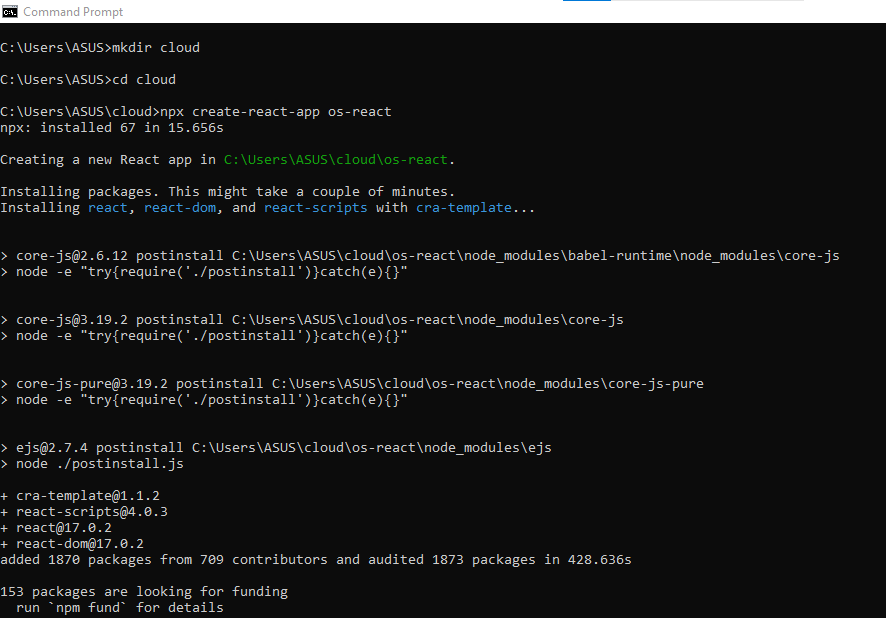 Command Prompt
C:\Users\ASUS>mkdir cloud
C:\Users\ASUS>cd cloud
C:\Users\ASUS\cloud>npx create-react-app os-react
npx: installed 67 in 15.656s
Creating a new React app in C:\Users\ASUS\cloud\os-react.
Installing packages. This might take a couple of minutes.
Installing react, react-dom, and react-scripts with cra-template...
> core-js@2.6.12 postinstall C:\Users\ASUS\cloud\os-react\node_modules\babel-runtime\node_modules\core-js
> node -e "try{require('./postinstall')}catch(e){}"
> core-js@3.19.2 postinstall C:\Users\ASUS\cloud\os-react\node_modules\core-js
> node -e "try{require('./postinstall')}catch(e){}"
> core-js-pure@3.19.2 postinstall C:\Users\ASUS\cloud\os-react\node_modules\core-js-pure
> node -e "try{require('./postinstall')}catch(e){}"
> ejs@2.7.4 postinstall C:\Users\ASUS\cloud\os-react\node_modules\ejs
> node ./postinstall.js
+ cra-template@1.1.2
+ react-scripts@4.0.3
+ react@17.0.2
+ react-dom@17.0.2
added 1870 packages from 709 contributors and audited 1873 packages in 428.636s
153 packages are looking for funding
run `npm fund` for details